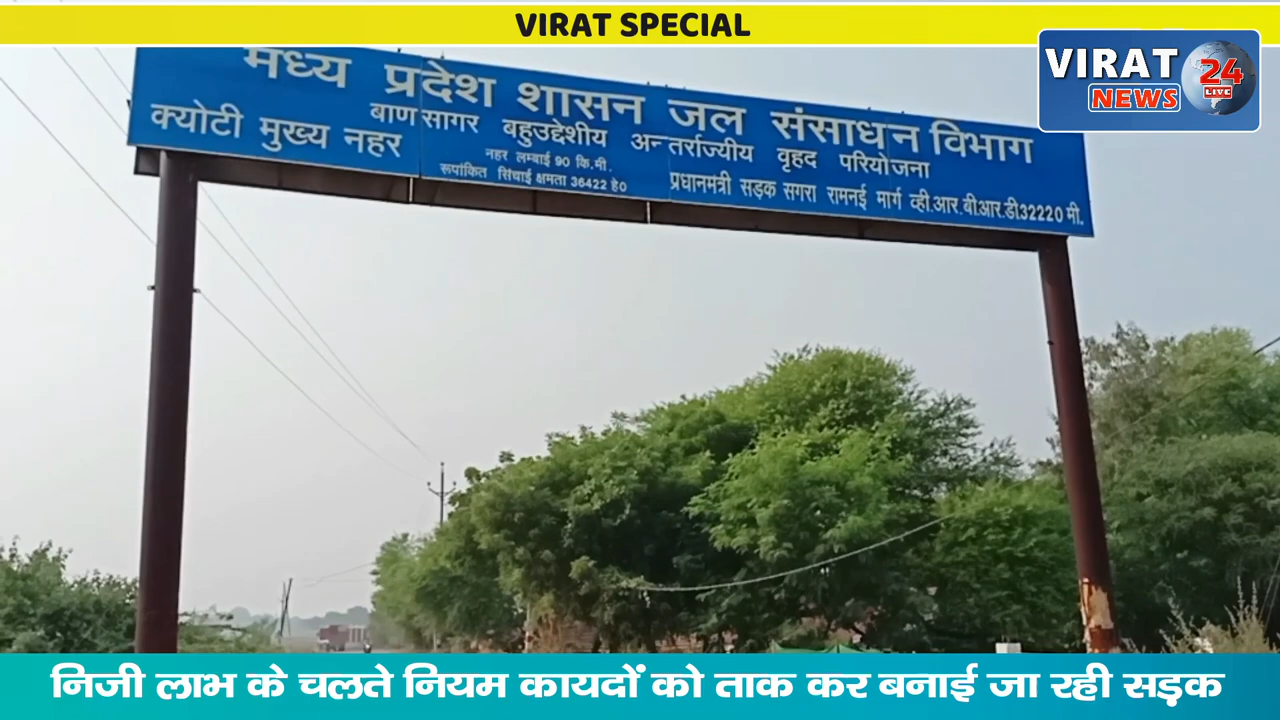 VIRAT SPECIAL
VIRAT
24
LIVE
NEWS
मध्य प्रदेश शासन जल संसाधन विभाग
बाणसागर बहुउद्देशीय अन्तर्राज्यीय वृहद परियोजना
क्योटी मुख्य नहर
नहर लम्बाई 90 कि.मी.
रूपांकित सिंचाई क्षमता 36422 हे0
प्रधानमंत्री सड़क सगरा रामनई मार्ग व्ही.आर.बी.आर.डी32220 मी.
निजी लाभ के चलते नियम कायदों को ताक कर बनाई जा रही सड़क